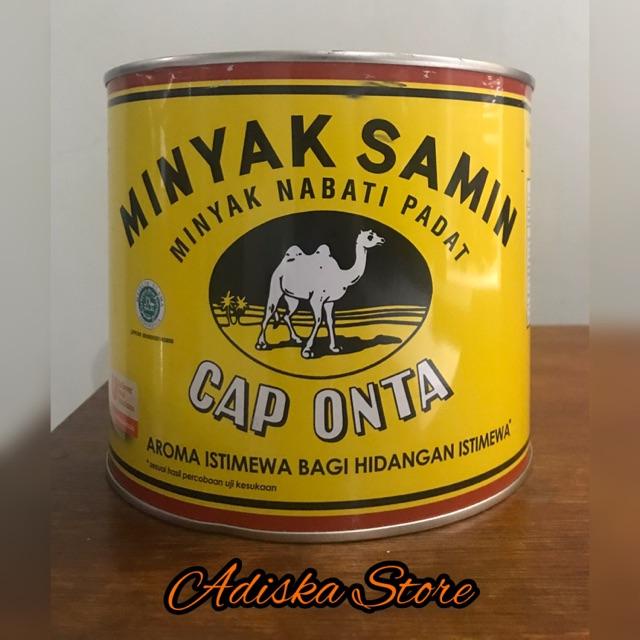 MINYAK SAMIN
MINYAK NABATI PADAT
CAP ONTA
AROMA ISTIMEWA BAGI HIDANGAN ISTIMEWA*
*sesuai hasil percobaan uji kesukaan
Adiska Store